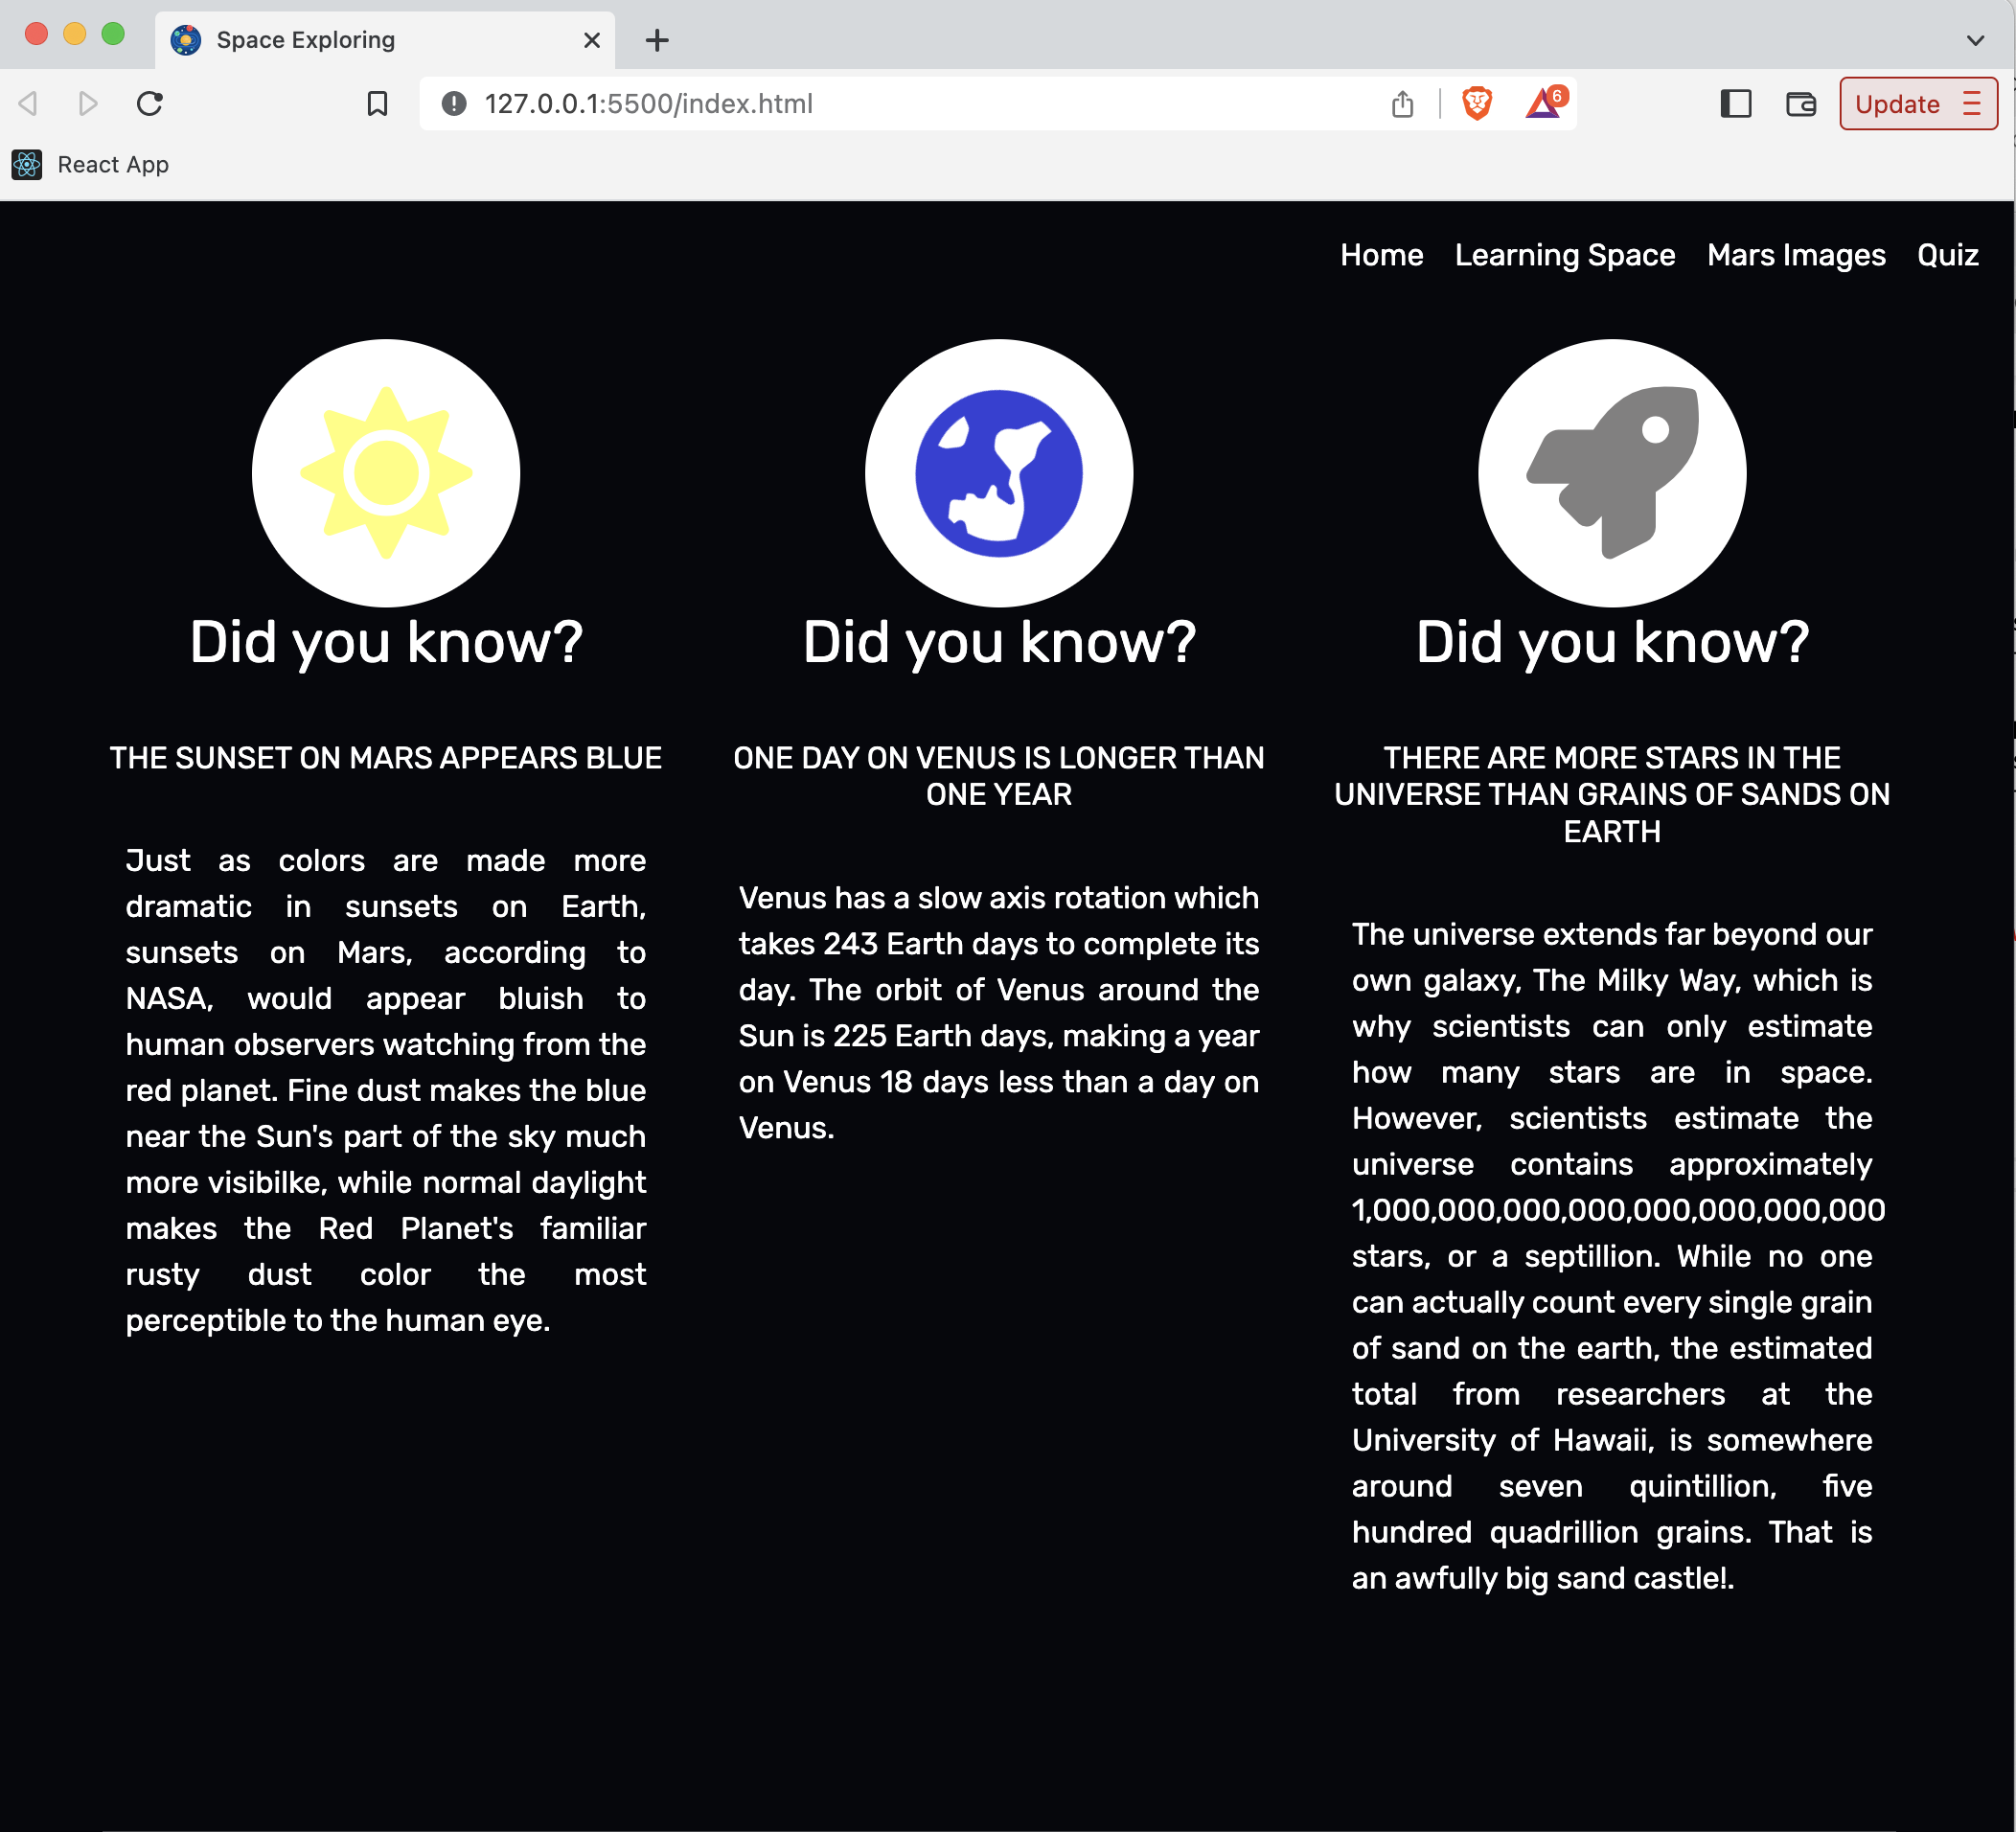 Space Exploring
127.0.0.1:5500/index.html
6
Update
React App
Home Learning Space Mars Images Quiz
Did you know?
THE SUNSET ON MARS APPEARS BLUE
Just as colors are made more
dramatic in sunsets on Earth,
sunsets on Mars, according to
NASA, would appear bluish to
human observers watching from the
red planet. Fine dust makes the blue
near the Sun's part of the sky much
more visibilke, while normal daylight
makes the Red Planet's familiar
rusty dust color the most
perceptible to the human eye.
Did you know?
ONE DAY ON VENUS IS LONGER THAN
ONE YEAR
Venus has a slow axis rotation which
takes 243 Earth days to complete its
day. The orbit of Venus around the
Sun is 225 Earth days, making a year
on Venus 18 days less than a day on
Venus.
Did you know?
THERE ARE MORE STARS IN THE
UNIVERSE THAN GRAINS OF SANDS ON
EARTH
The universe extends far beyond our
own galaxy, The Milky Way, which is
why scientists can only estimate
how many stars are in space.
However, scientists estimate the
universe contains approximately
1,000,000,000,000,000,000,000,000
stars, or a septillion. While no one
can actually count every single grain
of sand on the earth, the estimated
total from researchers at the
University of Hawaii, is somewhere
around seven quintillion, five
hundred quadrillion grains. That is
an awfully big sand castle!.